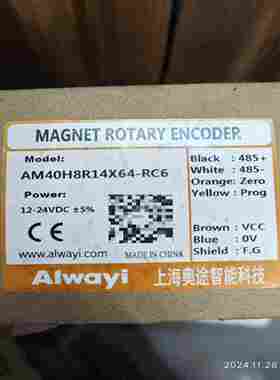 MAGNET ROTARY ENCODER
Model:
AM40H8R14X64-RC6
Power:
12-24VDC ±5%
www.alwayi.com
MADE IN CHINA
Black : 485+
White : 485-
Orange: Zero
Yellow : Prog
Brown : VCC
Blue : 0V
Shield : F.G
Alwayi
上海奥途智能科技
2024.11.26